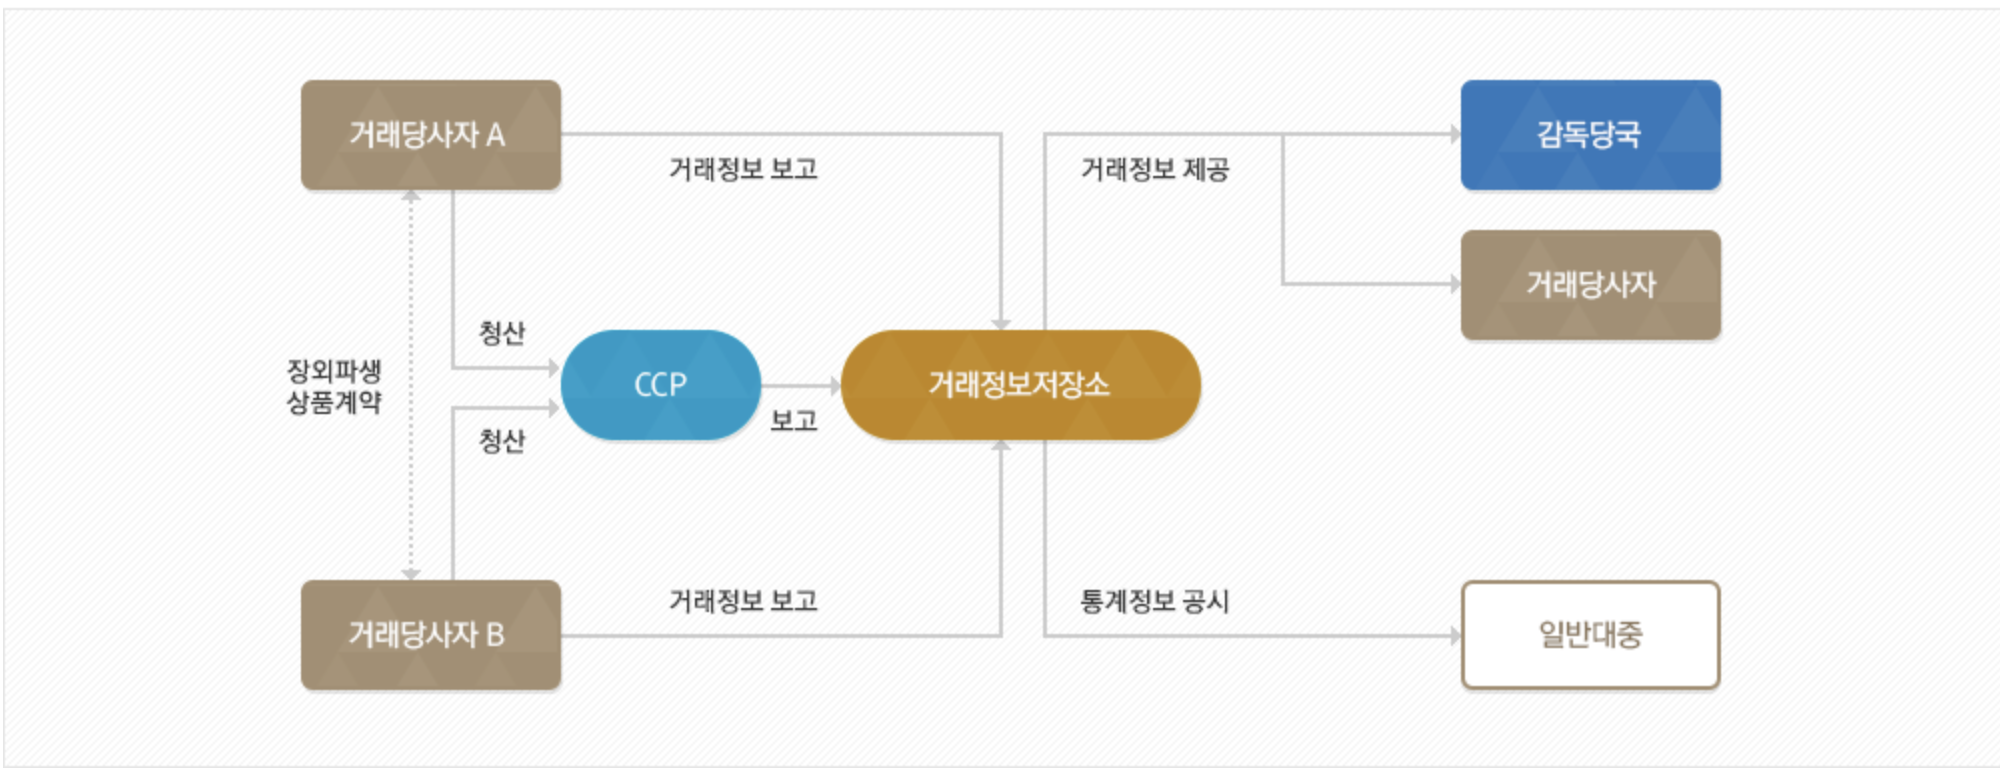 거래당사자 A
거래정보 보고
거래정보 제공
감독당국
거래당사자
청산
장외파생
상품계약
CCP
보고
거래정보저장소
청산
거래당사자 B
거래정보 보고
통계정보 공시
일반대중